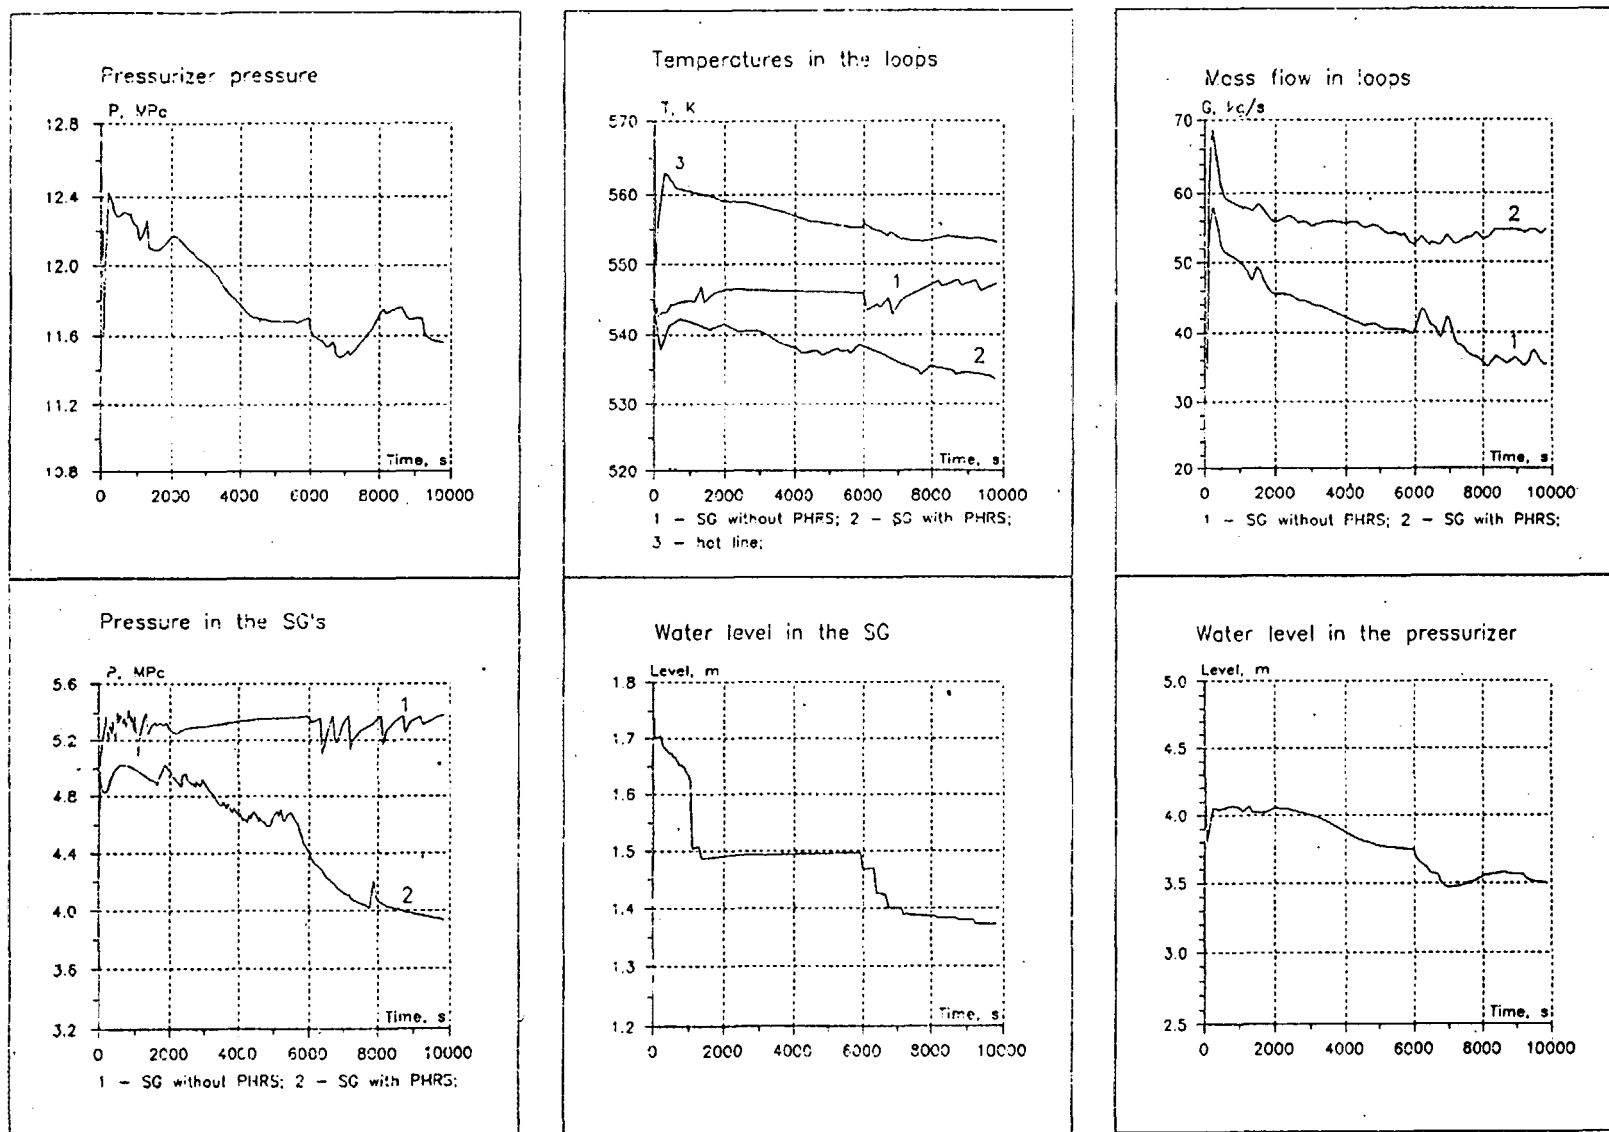 Pressurizer pressure
P, MPa
12.8
12.4
12.0
11.6
11.2
10.8
Time, s
0 2000 4000 6000 8000 10000
Temperatures in the loops
T, K
570
3
560
550
1
540
2
530
520
Time, s
0 2000 4000 6000 8000 10000
1 – SG without PHRS; 2 – SG with PHRS;
3 – hot line;
Mass flow in loops
G, kg/s
70
60
2
50
40
1
30
20
Time, s
0 2000 4000 6000 8000 10000
1 – SG without PHRS; 2 – SG with PHRS;
Pressure in the SG's
P, MPa
5.6
1
5.2
4.8
4.4
2
4.0
3.6
3.2
Time, s
0 2000 4000 6000 8000 10000
1 – SG without PHRS; 2 – SG with PHRS;
Water level in the SG
Level, m
1.8
1.7
1.6
1.5
1.4
1.3
1.2
Time, s
0 2000 4000 6000 8000 10000
Water level in the pressurizer
Level, m
5.0
4.5
4.0
3.5
3.0
2.5
Time, s
0 2000 4000 6000 8000 10000